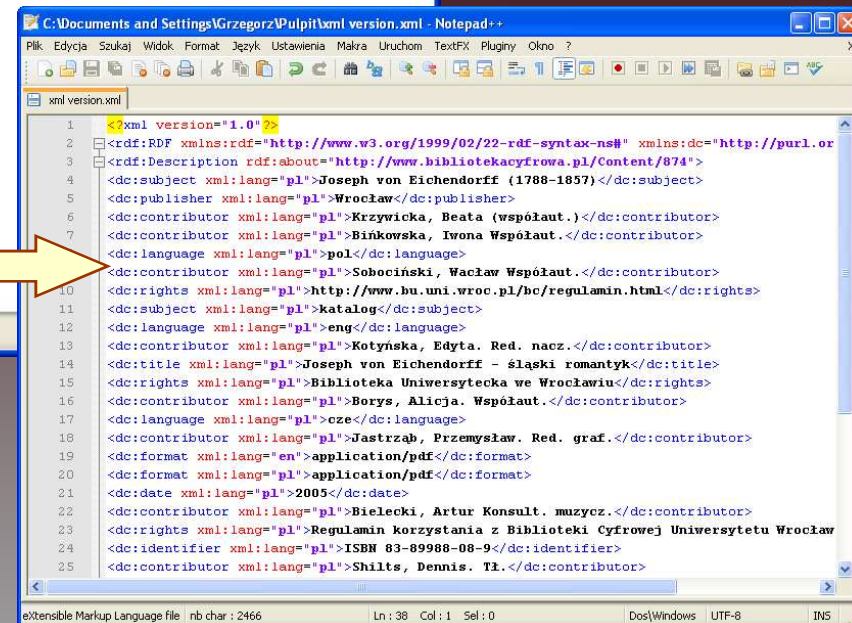 C:\Documents and Settings\Grzegorz\Pulpit\xml version.xml - Notepad++
Plik Edycja Szukaj Widok Format Język Ustawienia Makra Uruchom TextFX Pluginy Okno ? X
ABC
xml version.xml
1 <?xml version="1.0"?>
2 <rdf:RDF xmlns:rdf="http://www.w3.org/1999/02/22-rdf-syntax-ns#" xmlns:dc="http://purl.or
3 <rdf:Description rdf:about="http://www.bibliotekacyfrowa.pl/Content/874">
4 <dc:subject xml:lang="pl">Joseph von Eichendorff (1788-1857)</dc:subject>
5 <dc:publisher xml:lang="pl">Wrocław</dc:publisher>
6 <dc:contributor xml:lang="pl">Krzywicka, Beata (współaut.)</dc:contributor>
7 <dc:contributor xml:lang="pl">Bińkowska, Iwona Współaut.</dc:contributor>
<dc:language xml:lang="pl">pol</dc:language>
<dc:contributor xml:lang="pl">Sobociński, Wacław Współaut.</dc:contributor>
10 <dc:rights xml:lang="pl">http://www.bu.uni.wroc.pl/bc/regulamin.html</dc:rights>
11 <dc:subject xml:lang="pl">katalog</dc:subject>
12 <dc:language xml:lang="pl">eng</dc:language>
13 <dc:contributor xml:lang="pl">Kotyńska, Edyta. Red. nacz.</dc:contributor>
14 <dc:title xml:lang="pl">Joseph von Eichendorff - śląski romantyk</dc:title>
15 <dc:rights xml:lang="pl">Biblioteka Uniwersytecka we Wrocławiu</dc:rights>
16 <dc:contributor xml:lang="pl">Borys, Alicja. Współaut.</dc:contributor>
17 <dc:language xml:lang="pl">cze</dc:language>
18 <dc:contributor xml:lang="pl">Jastrząb, Przemysław. Red. graf.</dc:contributor>
19 <dc:format xml:lang="en">application/pdf</dc:format>
20 <dc:format xml:lang="pl">application/pdf</dc:format>
21 <dc:date xml:lang="pl">2005</dc:date>
22 <dc:contributor xml:lang="pl">Bielecki, Artur Konsult. muzycz.</dc:contributor>
23 <dc:rights xml:lang="pl">Regulamin korzystania z Biblioteki Cyfrowej Uniwersytetu Wrocław
24 <dc:identifier xml:lang="pl">ISBN 83-89988-08-9</dc:identifier>
25 <dc:contributor xml:lang="pl">Shilts, Dennis. Tł.</dc:contributor>
eXtensible Markup Language file nb char : 2466 Ln : 38 Col : 1 Sel : 0 Dos\Windows UTF-8 INS